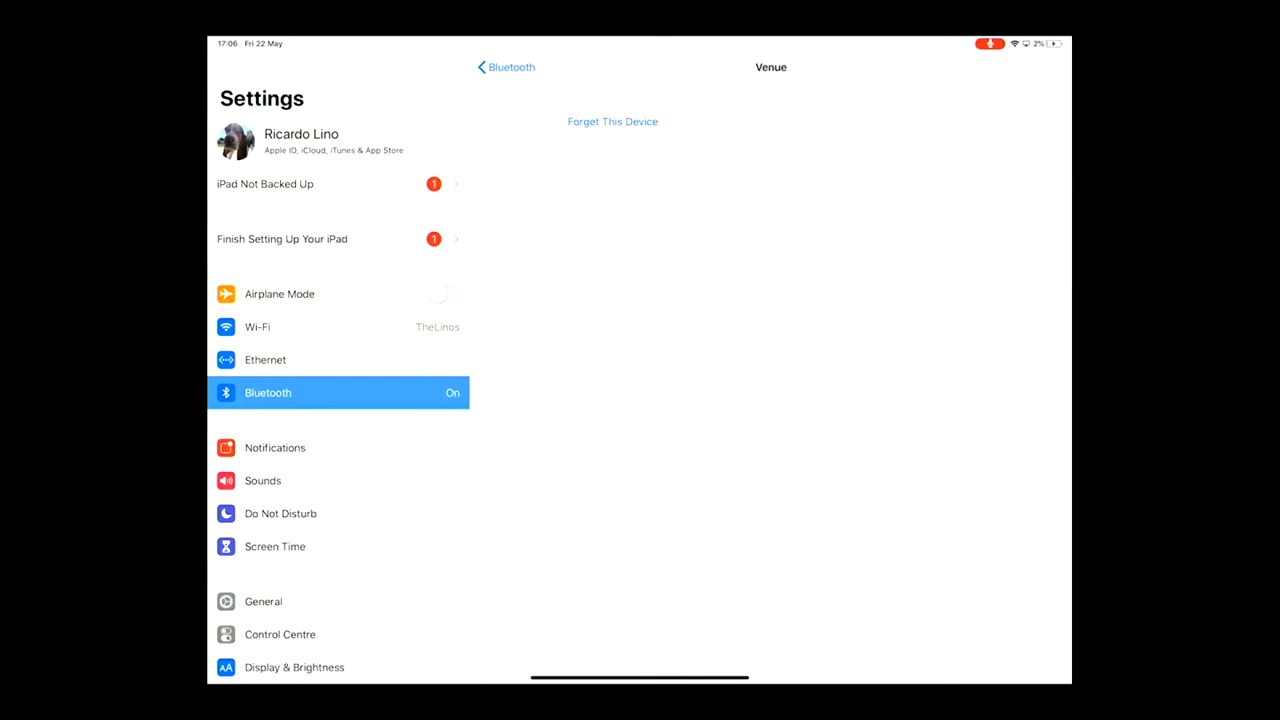 17:06 Fri 22 May
2%
Bluetooth
Venue
Settings
Forget This Device
Ricardo Lino
Apple ID, iCloud, iTunes & App Store
iPad Not Backed Up 1
Finish Setting Up Your iPad 1
Airplane Mode
Wi-Fi TheLinos
Ethernet
Bluetooth On
Notifications
Sounds
Do Not Disturb
Screen Time
General
Control Centre
AA Display & Brightness